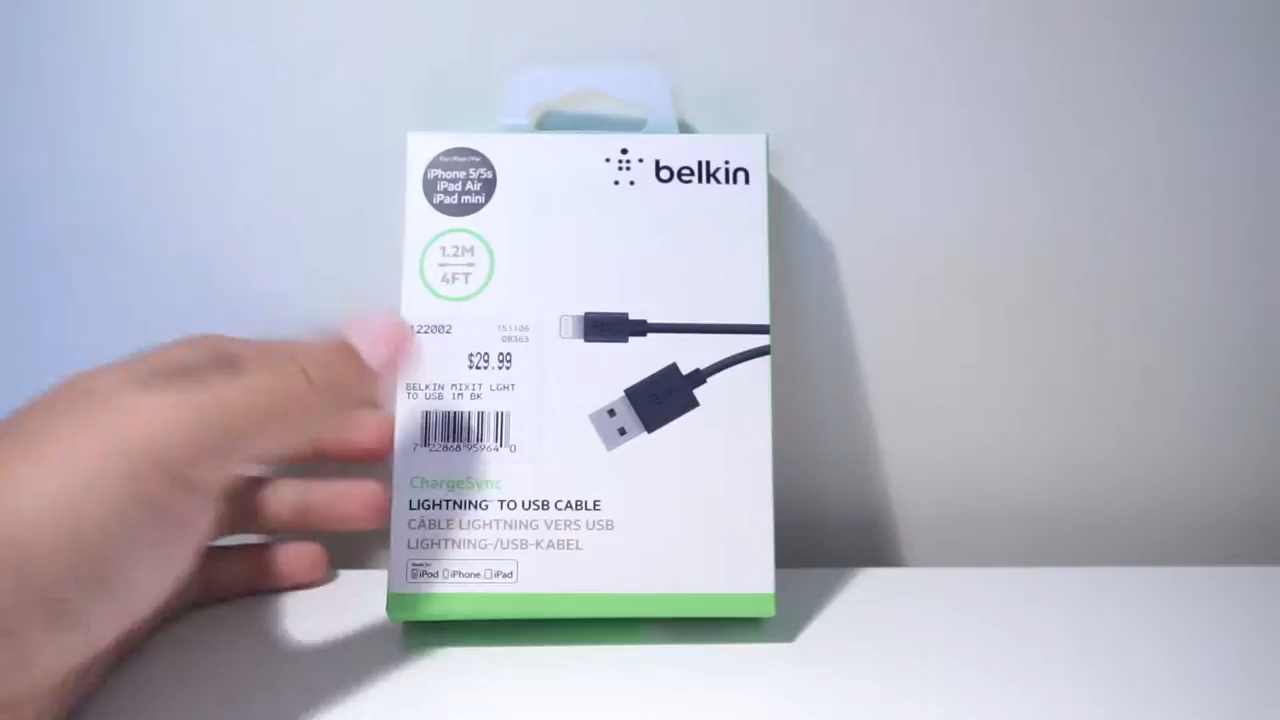 belkin
iPhone 5/5s
iPad Air
iPad mini
1.2M
4FT
122002
151106
08363
$29.99
BELKIN MIXIT LGHT
TO USB 1M BK
7 22868 95964 0
ChargeSync
LIGHTNING TO USB CABLE
CÂBLE LIGHTNING VERS USB
LIGHTNING-/USB-KABEL
Made for
iPod iPhone iPad